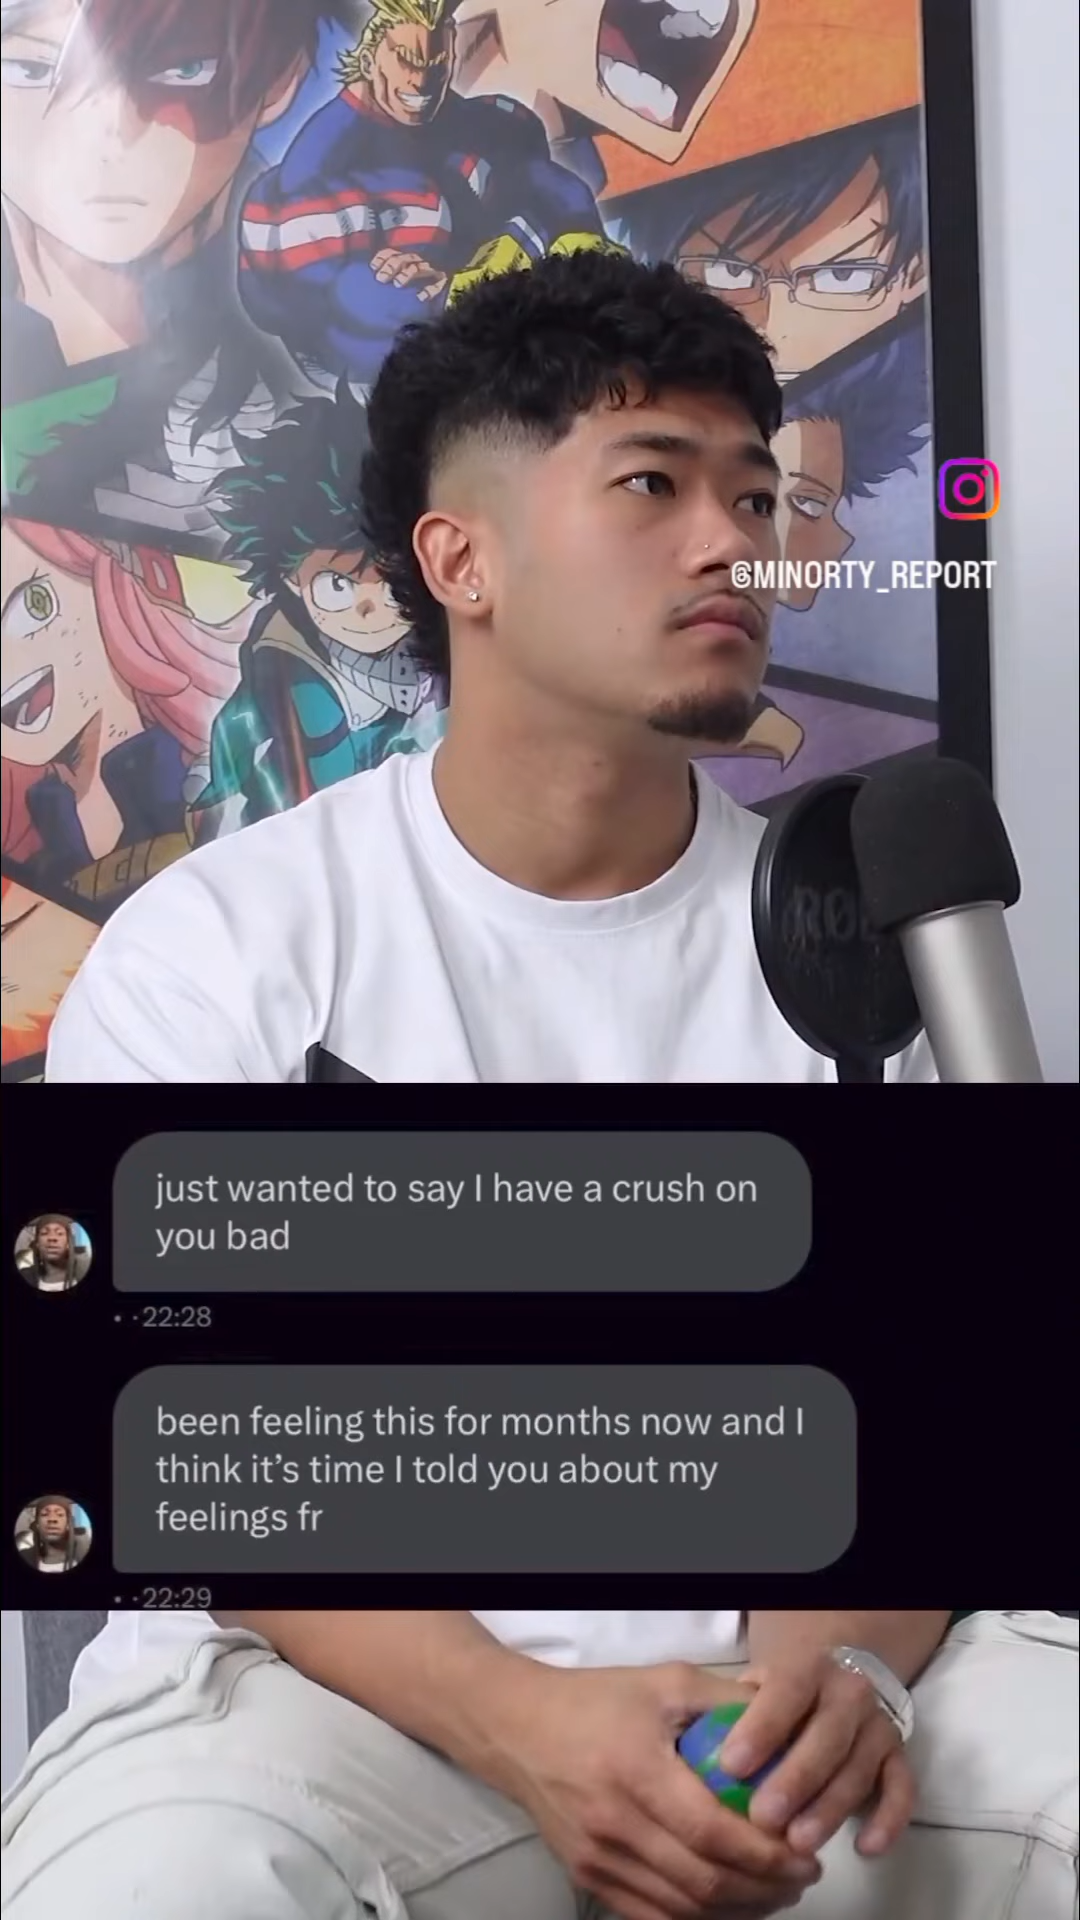 @MINORTY_REPORT
just wanted to say I have a crush on
you bad
· ·22:28
been feeling this for months now and I
think it's time I told you about my
feelings fr
· ·22:29